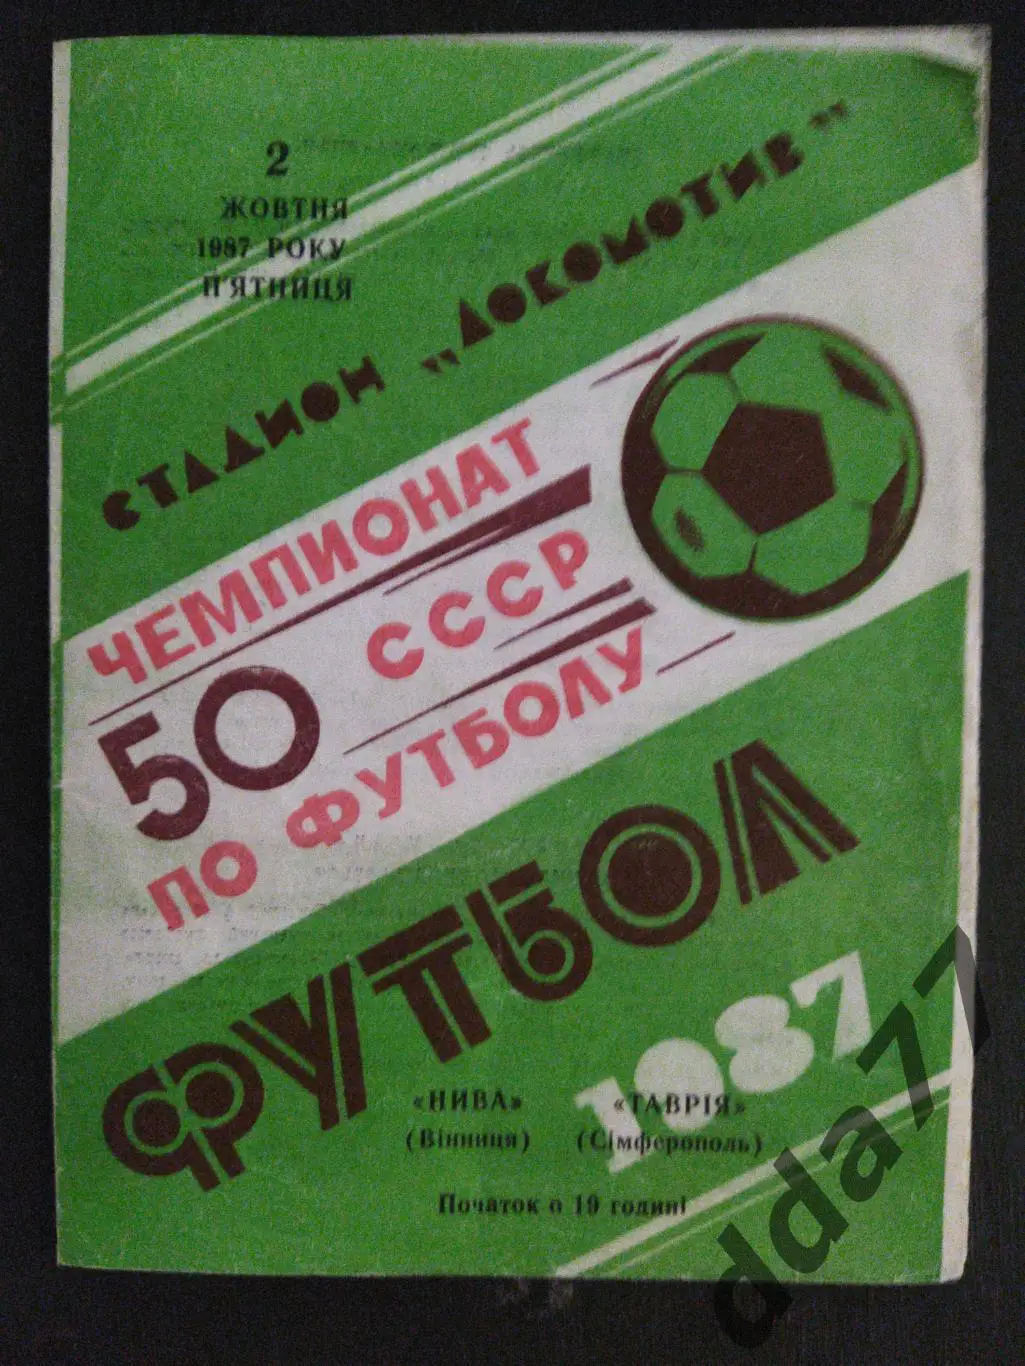 2
ЖОВТНЯ
1987 РОКУ
П'ЯТНИЦЯ
СТАДИОН „ЛОКОМОТИВ"
ЧЕМПИОНАТ
50 СССР
ПО ФУТБОЛУ
ФУТБОЛ
1987
«НИВА» «ТАВРІЯ»
(Вінниця) (Сімферополь)
Початок о 19 годині
dda77